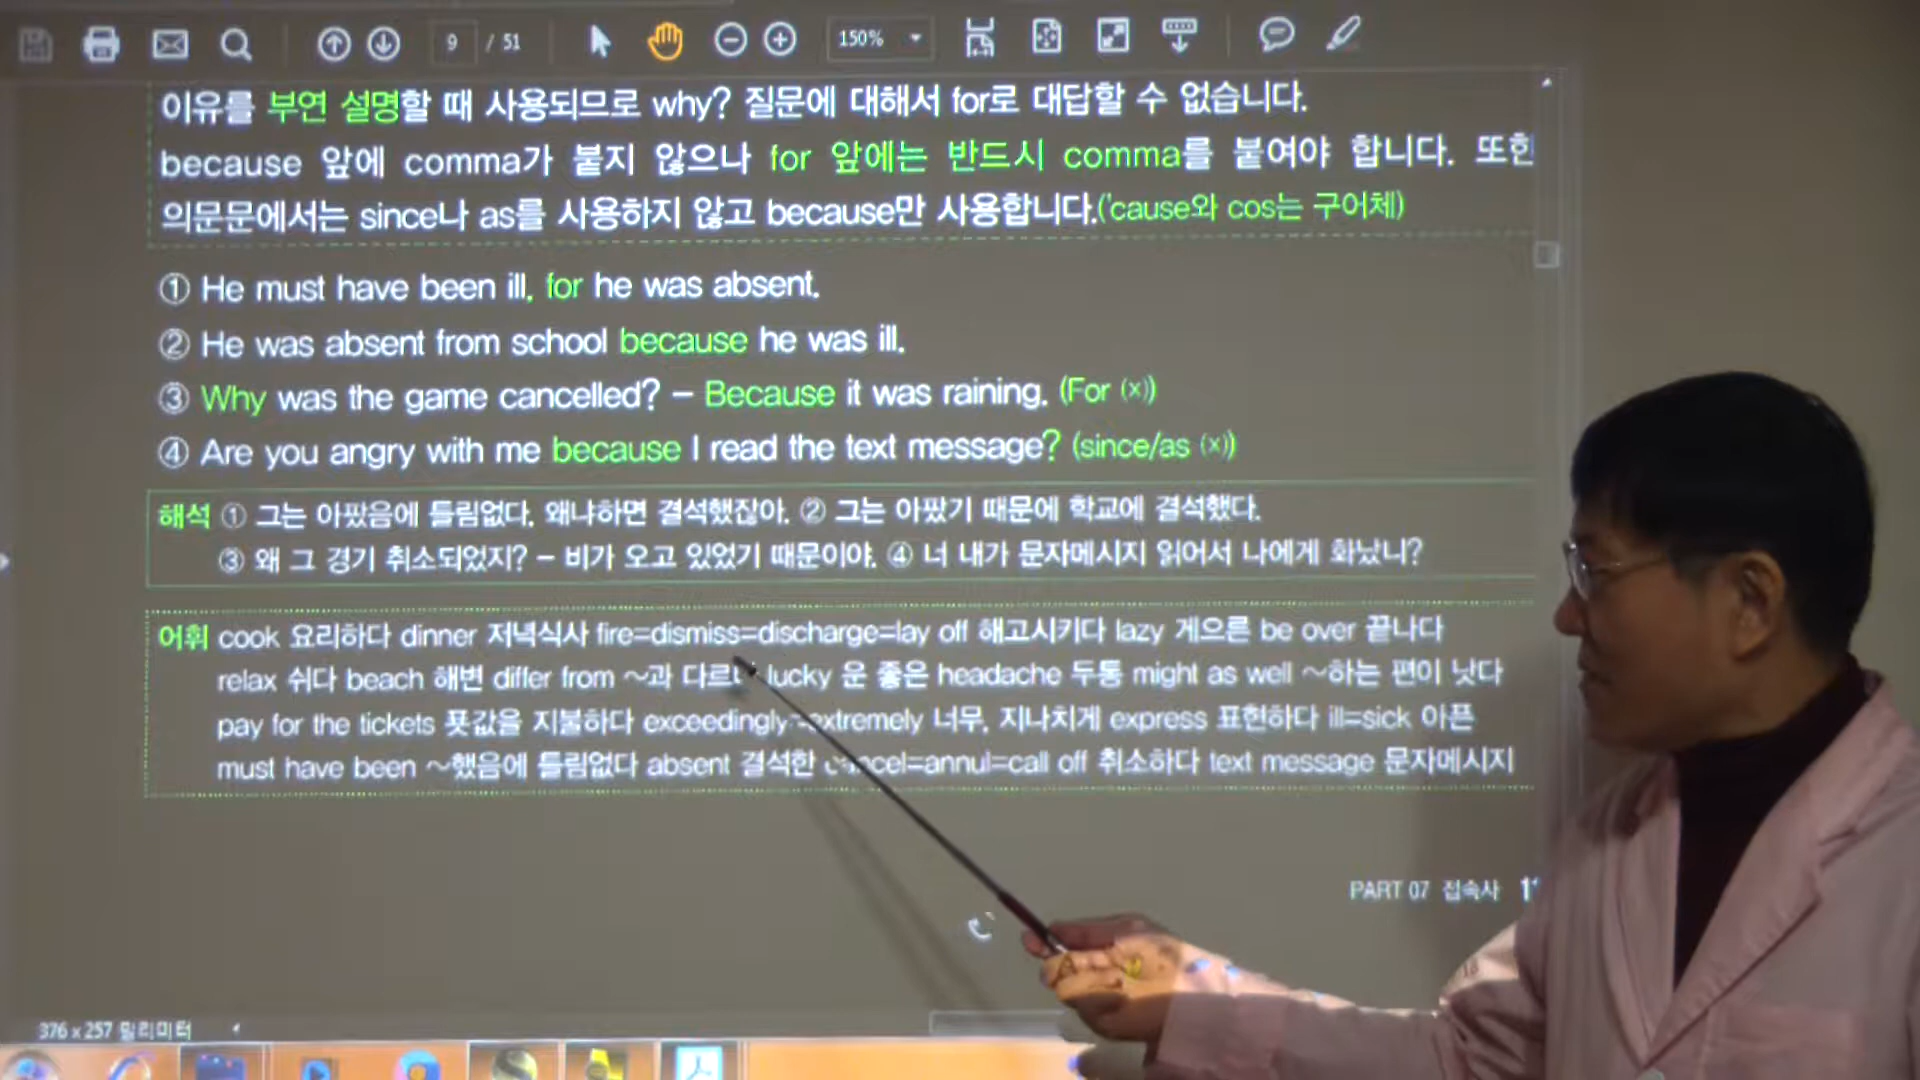 9 / 51
150%
이유를 부연 설명할 때 사용되므로 why? 질문에 대해서 for로 대답할 수 없습니다.
because 앞에 comma가 붙지 않으나 for 앞에는 반드시 comma를 붙여야 합니다. 또한
의문문에서는 since나 as를 사용하지 않고 because만 사용합니다.('cause와 cos는 구어체)
① He must have been ill, for he was absent.
② He was absent from school because he was ill.
③ Why was the game cancelled? – Because it was raining. (For (×))
④ Are you angry with me because I read the text message? (since/as (×))
해석 ① 그는 아팠음에 틀림없다. 왜냐하면 결석했잖아. ② 그는 아팠기 때문에 학교에 결석했다.
③ 왜 그 경기 취소되었지? – 비가 오고 있었기 때문이야. ④ 너 내가 문자메시지 읽어서 나에게 화났니?
어휘 cook 요리하다 dinner 저녁식사 fire=dismiss=discharge=lay off 해고시키다 lazy 게으른 be over 끝나다
relax 쉬다 beach 해변 differ from ～과 lucky 운 좋은 headache 두통 might as well ～하는 편이 낫다
pay for the tickets 푯값을 지불하다 exceedingly=extremely 너무, 지나치게 express 표현하다 ill=sick 아픈
must have been ～했음에 틀림없다 absent 결석한 cancel=annul=call off 취소하다 text message 문자메시지
PART 07 접속사
376 x 257 밀리미터